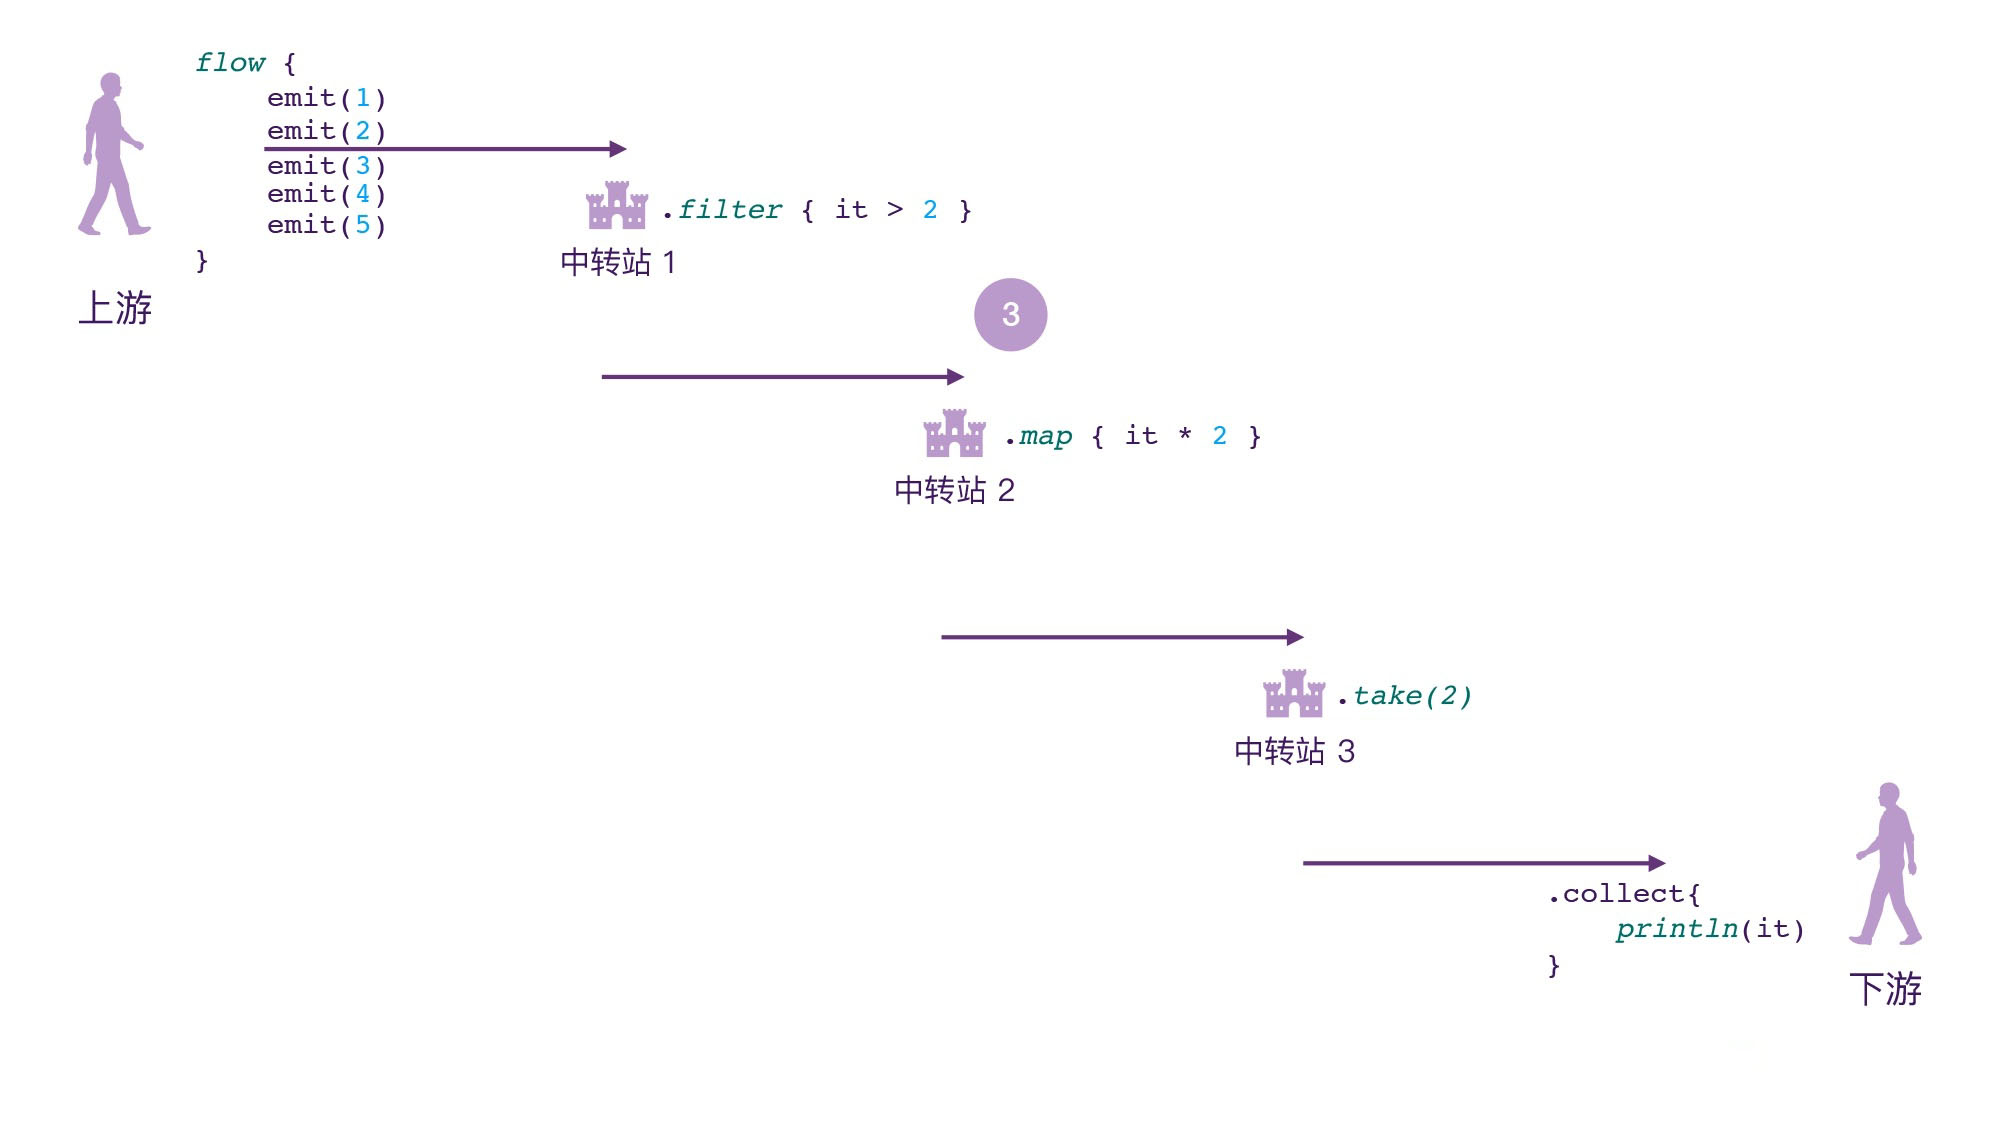 flow {
    emit(1)
    emit(2)
    emit(3)
    emit(4)
    emit(5)
}
上游
.filter { it > 2 }
中转站 1
3
.map { it * 2 }
中转站 2
.take(2)
中转站 3
.collect{
    println(it)
}
下游